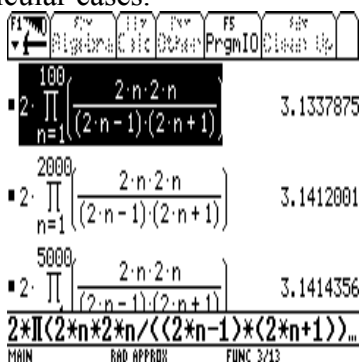 cular cases.
F1 F2 F3 F4 F5 F6
Algebra Calc Other PrgmIO Clean Up
100
2· ∏ ( 2·n·2·n / ((2·n - 1)·(2·n + 1)) ) 3.1337875
n=1
2000
2· ∏ ( 2·n·2·n / ((2·n - 1)·(2·n + 1)) ) 3.1412001
n=1
5000
2· ∏ ( 2·n·2·n / ((2·n - 1)·(2·n + 1)) ) 3.1414356
2*∏(2*n*2*n/((2*n-1)*(2*n+1))…
MAIN RAD APPROX FUNC 3/13